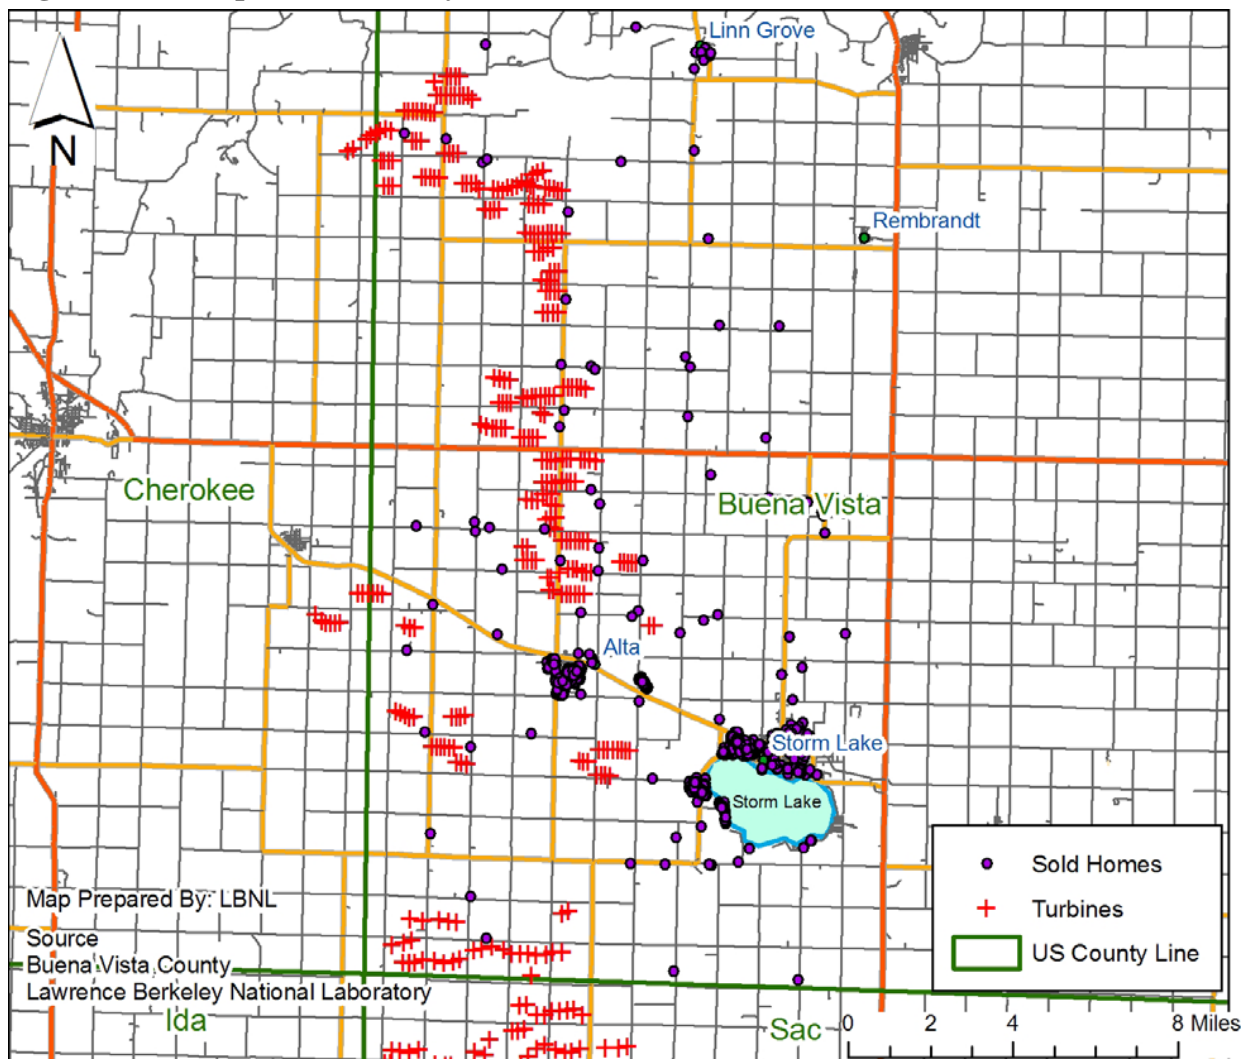 Linn Grove
N
Rembrandt
Cherokee
Buena Vista
Alta
Storm Lake
Storm Lake
Sold Homes
Turbines
US County Line
Map Prepared By: LBNL
Source
Buena Vista County
Lawrence Berkeley National Laboratory
Ida
Sac
0 2 4 8 Miles